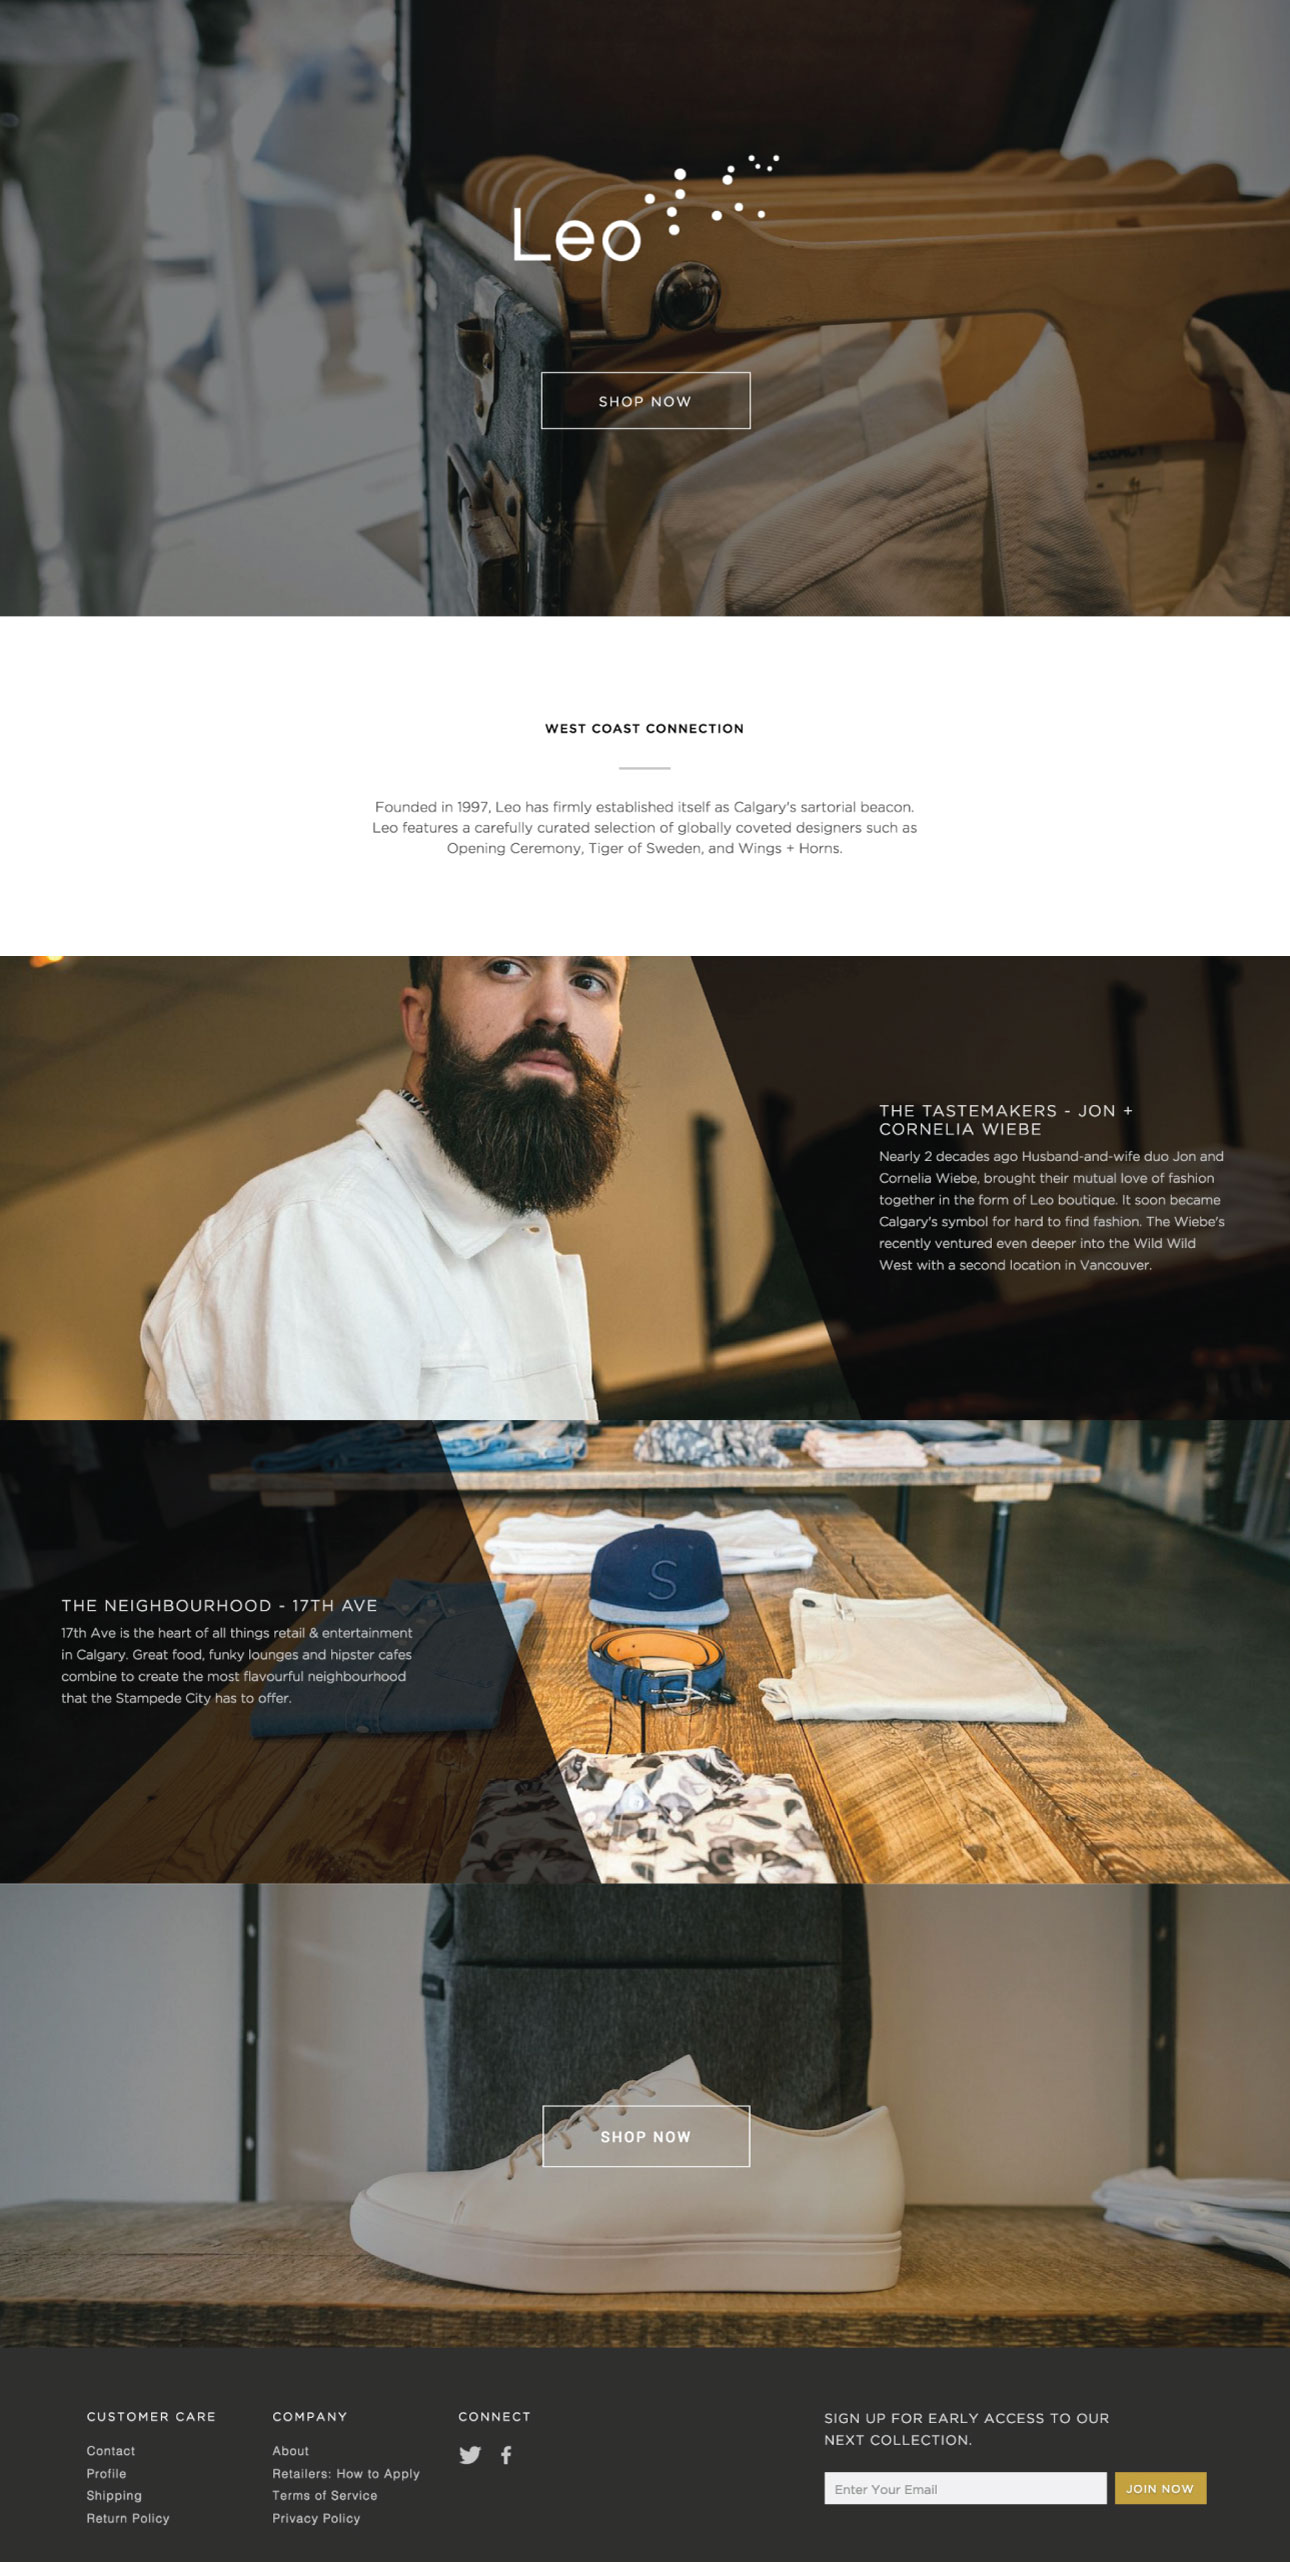 Leo
SHOP NOW
LEGACY
WEST COAST CONNECTION
Founded in 1997, Leo has firmly established itself as Calgary's sartorial beacon.
Leo features a carefully curated selection of globally coveted designers such as
Opening Ceremony, Tiger of Sweden, and Wings + Horns.
THE TASTEMAKERS - JON +
CORNELIA WIEBE
Nearly 2 decades ago Husband-and-wife duo Jon and
Cornelia Wiebe, brought their mutual love of fashion
together in the form of Leo boutique. It soon became
Calgary's symbol for hard to find fashion. The Wiebe's
recently ventured even deeper into the Wild Wild
West with a second location in Vancouver.
S
THE NEIGHBOURHOOD - 17TH AVE
17th Ave is the heart of all things retail & entertainment
in Calgary. Great food, funky lounges and hipster cafes
combine to create the most flavourful neighbourhood
that the Stampede City has to offer.
SHOP NOW
CUSTOMER CARE
Contact
Profile
Shipping
Return Policy
COMPANY
About
Retailers: How to Apply
Terms of Service
Privacy Policy
CONNECT
SIGN UP FOR EARLY ACCESS TO OUR
NEXT COLLECTION.
Enter Your Email
JOIN NOW